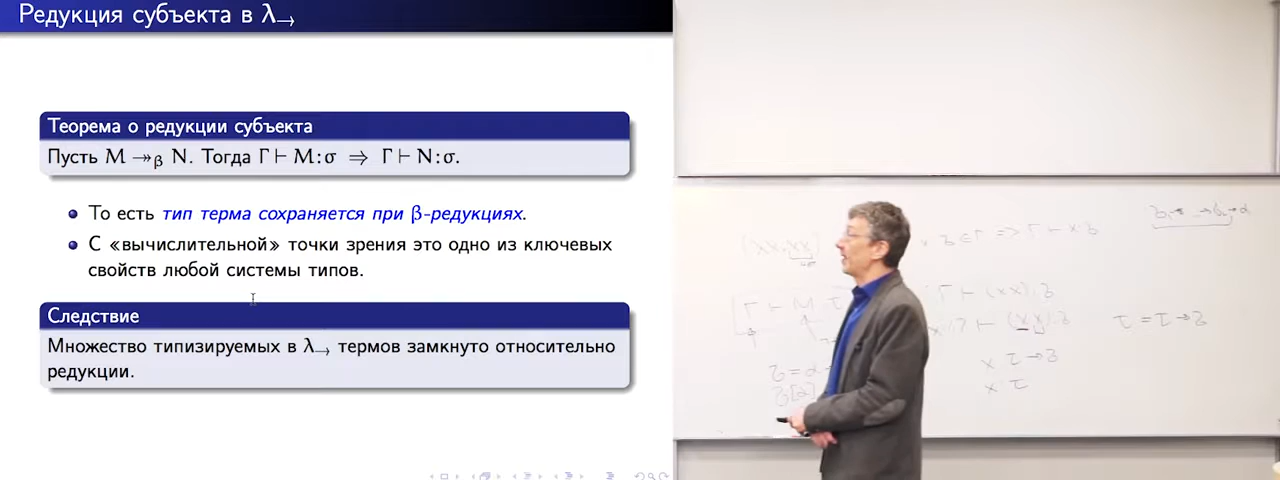 Редукция субъекта в λ→
Теорема о редукции субъекта
Пусть M ↠β N. Тогда Γ ⊢ M:σ ⇒ Γ ⊢ N:σ.
То есть тип терма сохраняется при β-редукциях.
С «вычислительной» точки зрения это одно из ключевых
свойств любой системы типов.
Следствие
Множество типизируемых в λ→ термов замкнуто относительно
редукции.
Γ ⊢ M
τ = τ → σ
x τ → σ
x τ